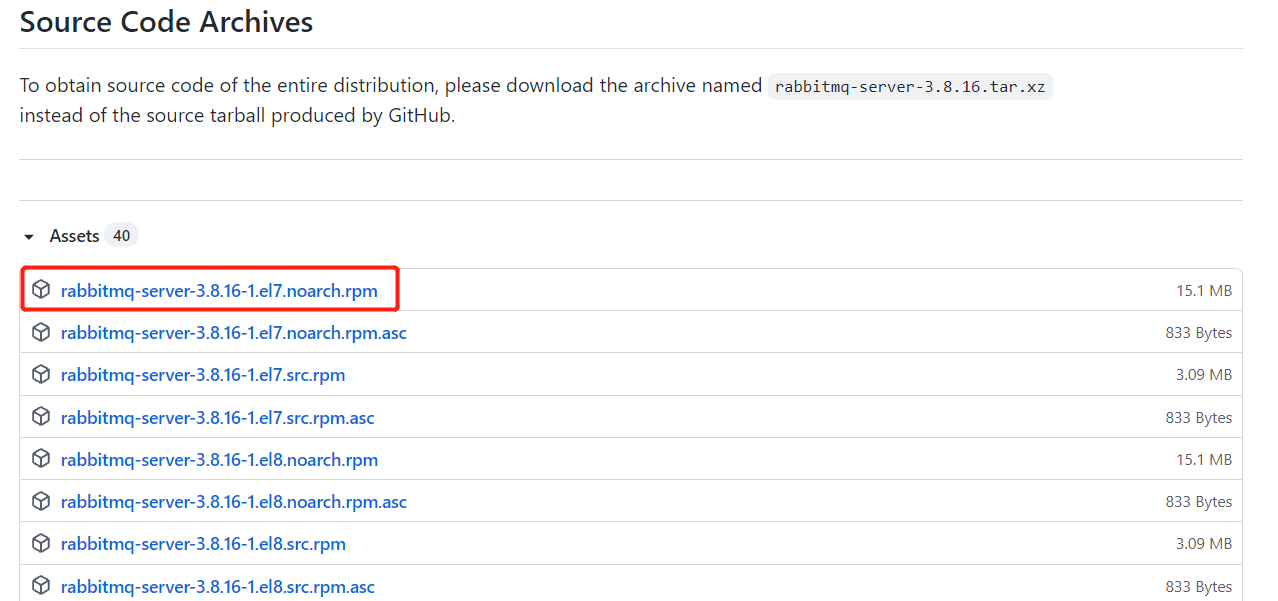 Source Code Archives
To obtain source code of the entire distribution, please download the archive named rabbitmq-server-3.8.16.tar.xz
instead of the source tarball produced by GitHub.
Assets 40
rabbitmq-server-3.8.16-1.el7.noarch.rpm 15.1 MB
rabbitmq-server-3.8.16-1.el7.noarch.rpm.asc 833 Bytes
rabbitmq-server-3.8.16-1.el7.src.rpm 3.09 MB
rabbitmq-server-3.8.16-1.el7.src.rpm.asc 833 Bytes
rabbitmq-server-3.8.16-1.el8.noarch.rpm 15.1 MB
rabbitmq-server-3.8.16-1.el8.noarch.rpm.asc 833 Bytes
rabbitmq-server-3.8.16-1.el8.src.rpm 3.09 MB
rabbitmq-server-3.8.16-1.el8.src.rpm.asc 833 Bytes